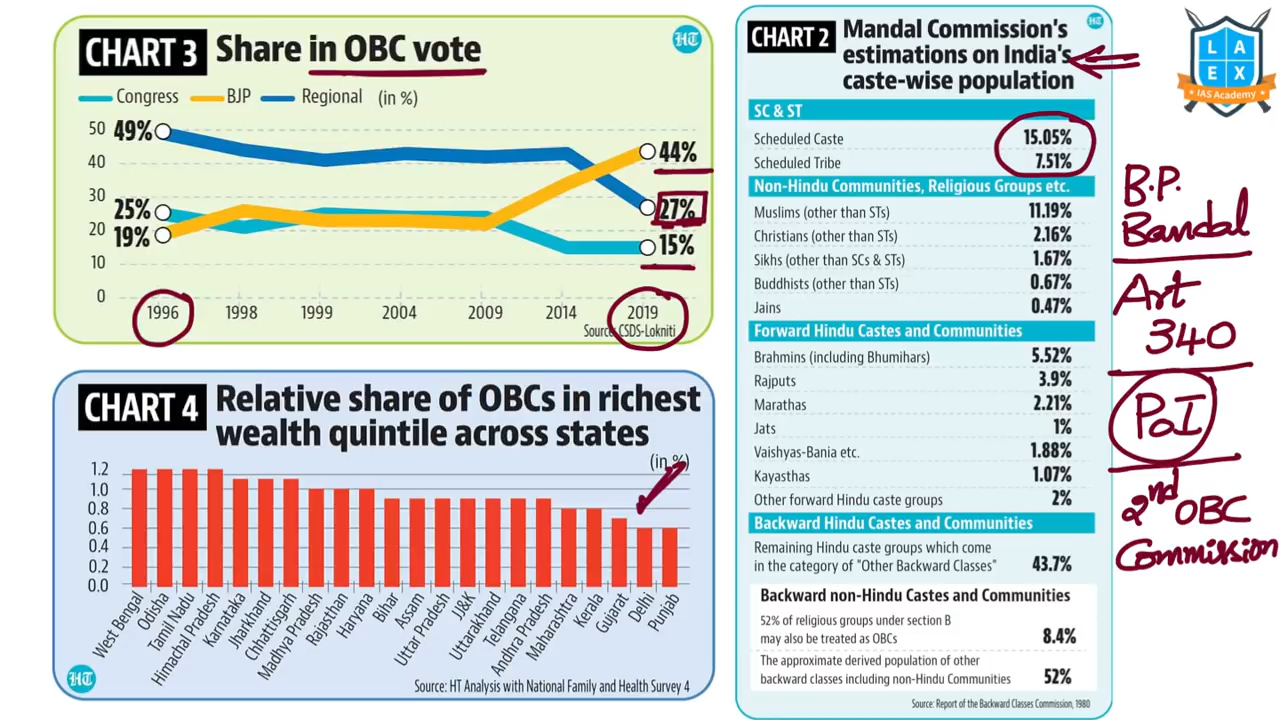 CHART 3 Share in OBC vote
Congress BJP Regional (in %)
50
40
30
20
10
0
49%
25%
19%
44%
27%
15%
1996 1998 1999 2004 2009 2014 2019
Source: CSDS-Lokniti
HT
CHART 4 Relative share of OBCs in richest
wealth quintile across states
(in %)
1.2
1.0
0.8
0.6
0.4
0.2
0.0
West Bengal
Odisha
Tamil Nadu
Himachal Pradesh
Karnataka
Jharkhand
Chhattisgarh
Madhya Pradesh
Rajasthan
Haryana
Bihar
Assam
Uttar Pradesh
J&K
Uttarakhand
Telangana
Andhra Pradesh
Maharashtra
Kerala
Gujarat
Delhi
Punjab
HT
Source: HT Analysis with National Family and Health Survey 4
CHART 2 Mandal Commission's
estimations on India's
caste-wise population
HT
SC & ST
Scheduled Caste 15.05%
Scheduled Tribe 7.51%
Non-Hindu Communities, Religious Groups etc.
Muslims (other than STs) 11.19%
Christians (other than STs) 2.16%
Sikhs (other than SCs & STs) 1.67%
Buddhists (other than STs) 0.67%
Jains 0.47%
Forward Hindu Castes and Communities
Brahmins (including Bhumihars) 5.52%
Rajputs 3.9%
Marathas 2.21%
Jats 1%
Vaishyas-Bania etc. 1.88%
Kayasthas 1.07%
Other forward Hindu caste groups 2%
Backward Hindu Castes and Communities
Remaining Hindu caste groups which come
in the category of "Other Backward Classes" 43.7%
Backward non-Hindu Castes and Communities
52% of religious groups under section B
may also be treated as OBCs 8.4%
The approximate derived population of other
backward classes including non-Hindu Communities 52%
Source: Report of the Backward Classes Commission, 1980
L A
E X
IAS Academy
B.P.
Bandal
Art
340
PoI
2nd OBC
Commission